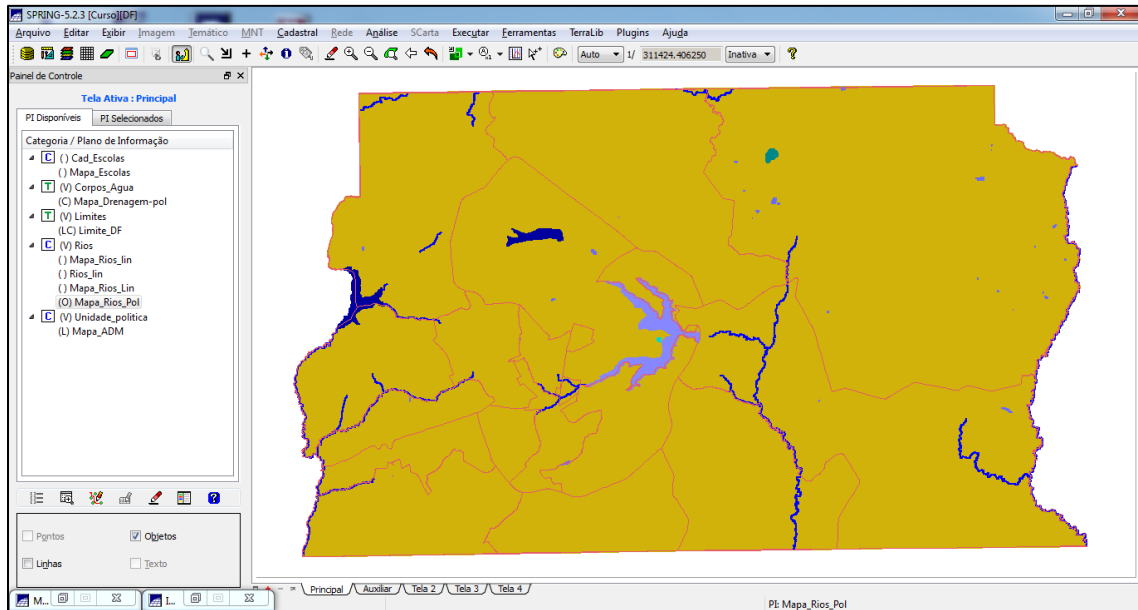 SPRING-5.2.3 [Curso][DF]
Arquivo Editar Exibir Imagem Temático MNT Cadastral Rede Análise SCarta Executar Ferramentas TerraLib Plugins Ajuda
Auto 1/ 311424.406250 Inativa
Painel de Controle
Tela Ativa : Principal
PI Disponíveis PI Selecionados
Categoria / Plano de Informação
C ( ) Cad_Escolas
( ) Mapa_Escolas
T (V) Corpos_Agua
(C) Mapa_Drenagem-pol
T (V) Limites
(LC) Limite_DF
C (V) Rios
( ) Mapa_Rios_lin
( ) Rios_lin
( ) Mapa_Rios_Lin
(O) Mapa_Rios_Pol
C (V) Unidade_politica
(L) Mapa_ADM
Pontos Objetos
Linhas Texto
M... I...
Principal Auxiliar Tela 2 Tela 3 Tela 4
PI: Mapa_Rios_Pol